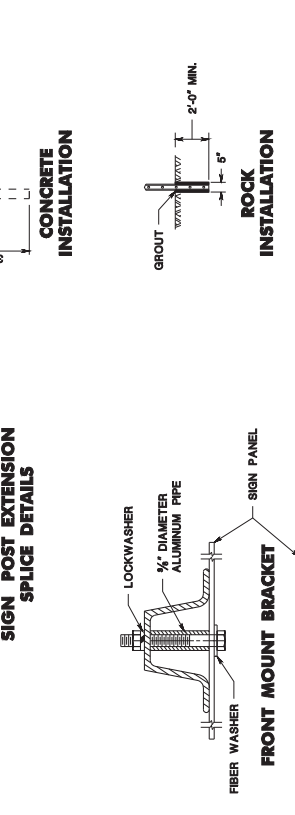 CONCRETE
INSTALLATION
2'-0" MIN.
5"
GROUT
ROCK
INSTALLATION
SIGN POST EXTENSION
SPLICE DETAILS
LOCKWASHER
DIAMETER
ALUMINUM PIPE
SIGN PANEL
FIBER WASHER
FRONT MOUNT BRACKET